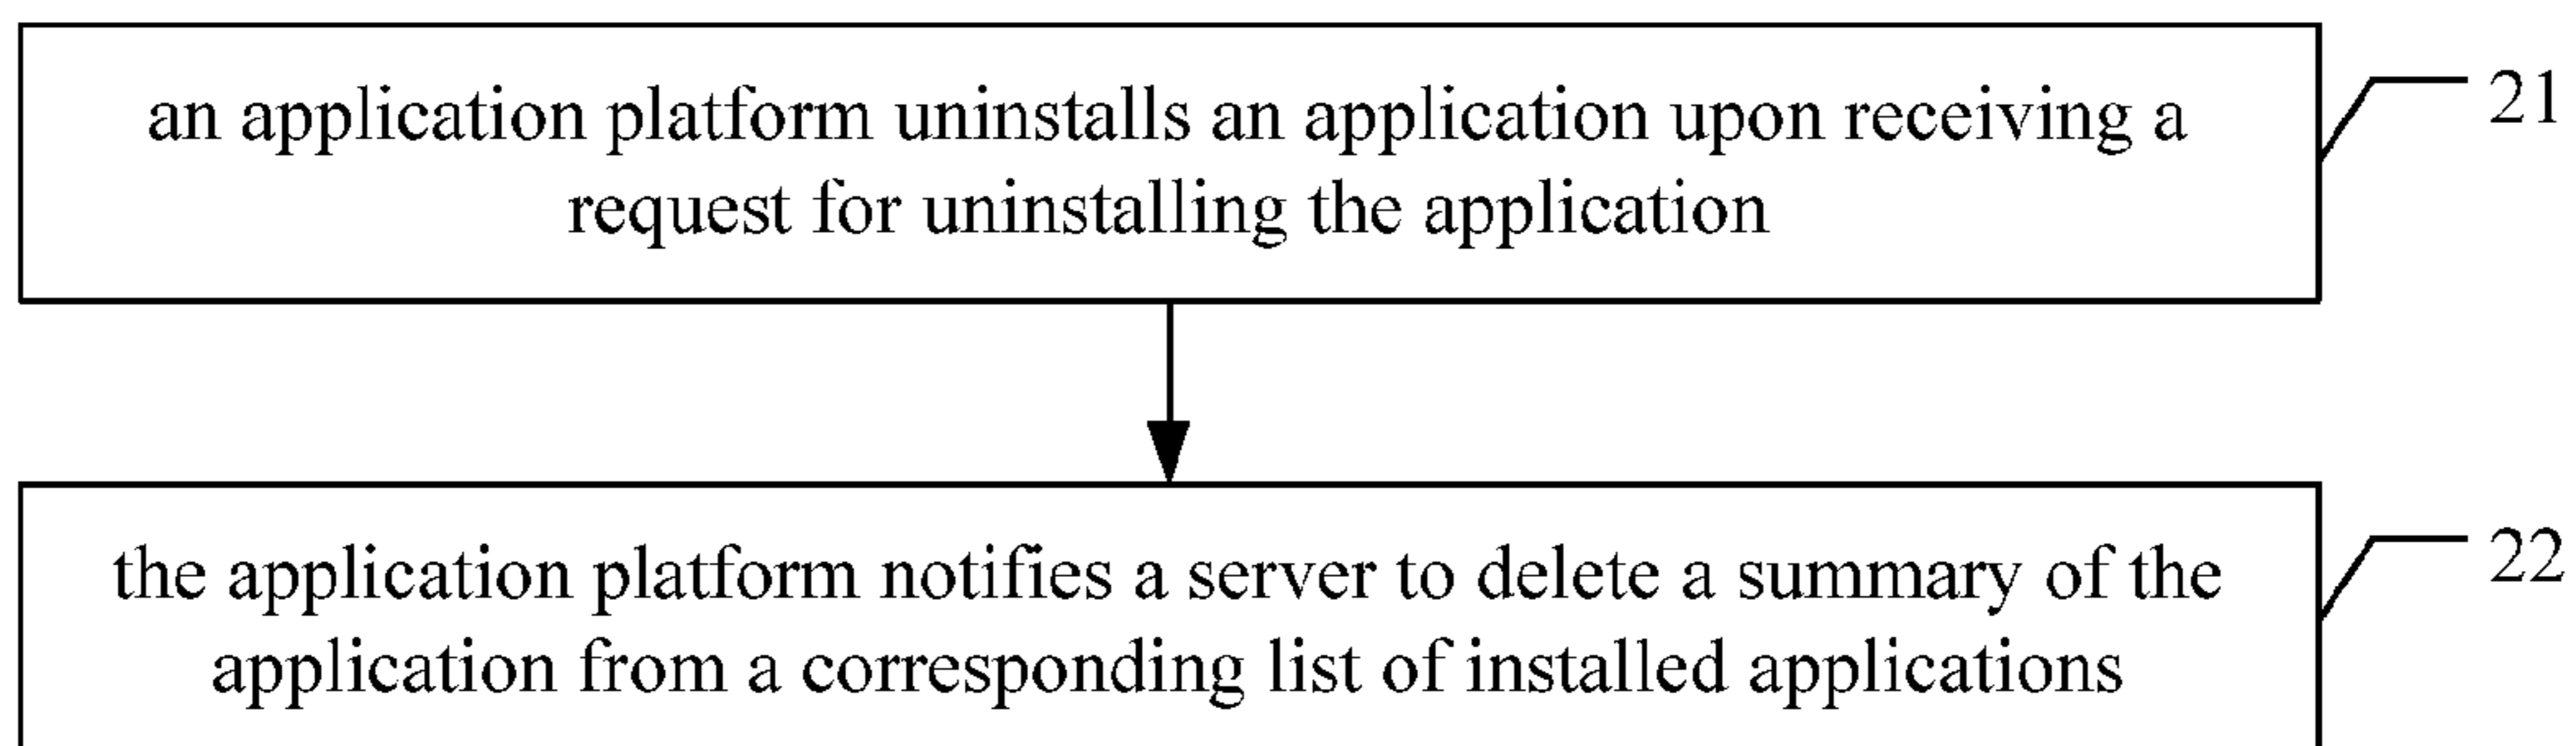 an application platform uninstalls an application upon receiving a
request for uninstalling the application
21
the application platform notifies a server to delete a summary of the
application from a corresponding list of installed applications
22